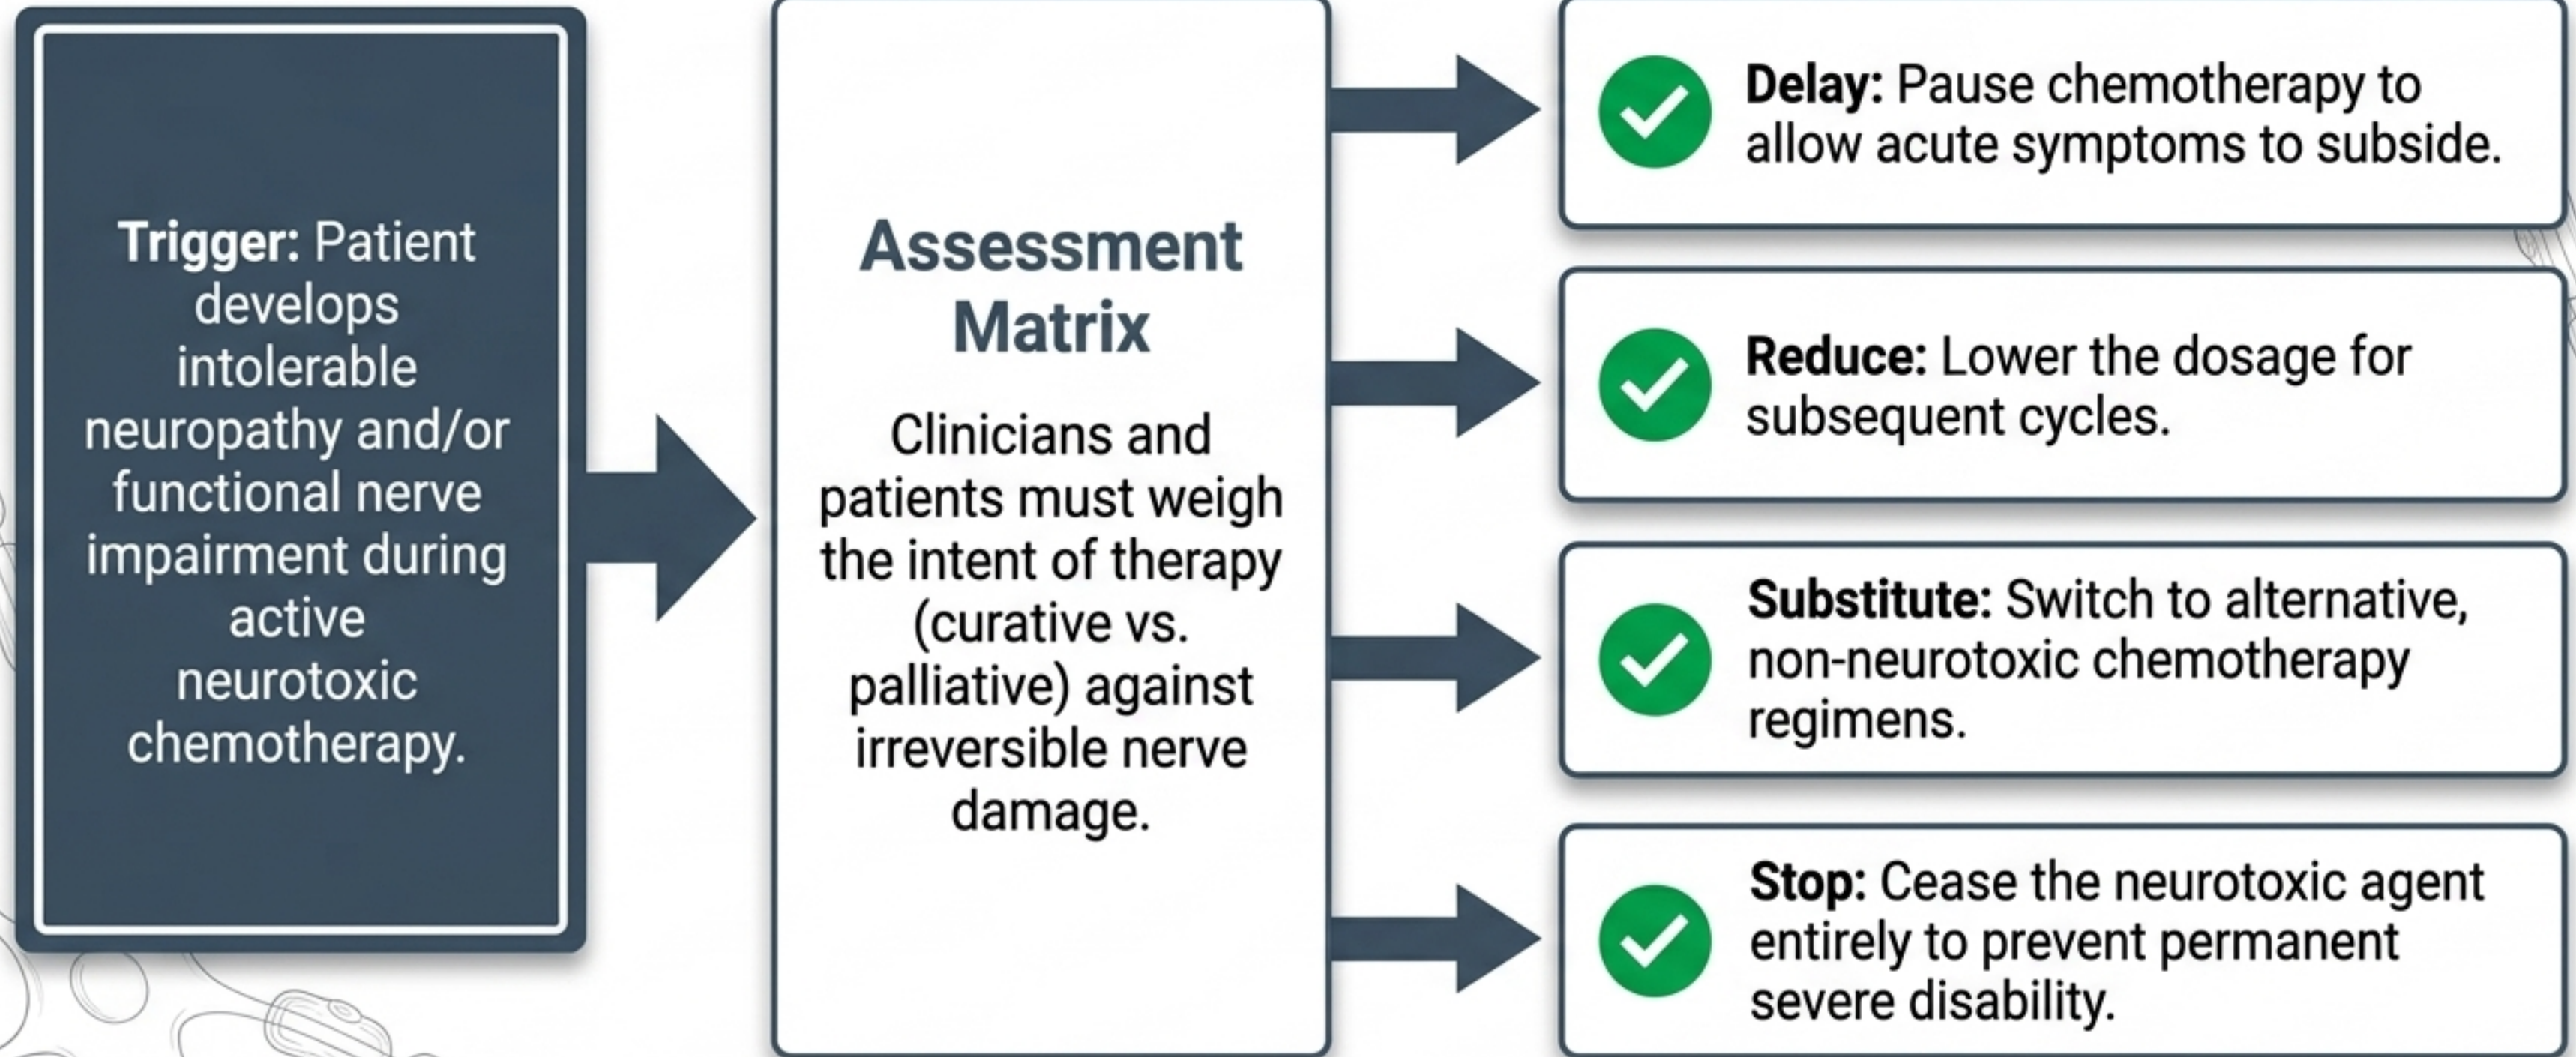 Trigger: Patient
develops
intolerable
neuropathy and/or
functional nerve
impairment during
active
neurotoxic
chemotherapy.
Assessment
Matrix
Clinicians and
patients must weigh
the intent of therapy
(curative vs.
palliative) against
irreversible nerve
damage.
Delay: Pause chemotherapy to
allow acute symptoms to subside.
Reduce: Lower the dosage for
subsequent cycles.
Substitute: Switch to alternative,
non-neurotoxic chemotherapy
regimens.
Stop: Cease the neurotoxic agent
entirely to prevent permanent
severe disability.